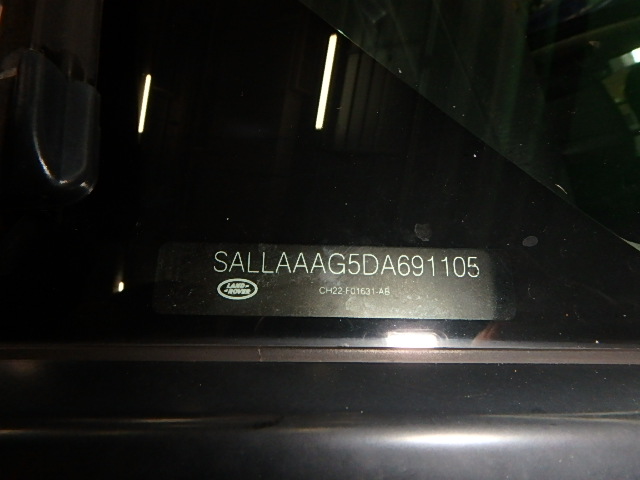 SALLAAAG5DA691105
LAND
ROVER
CH22-F01631-AB